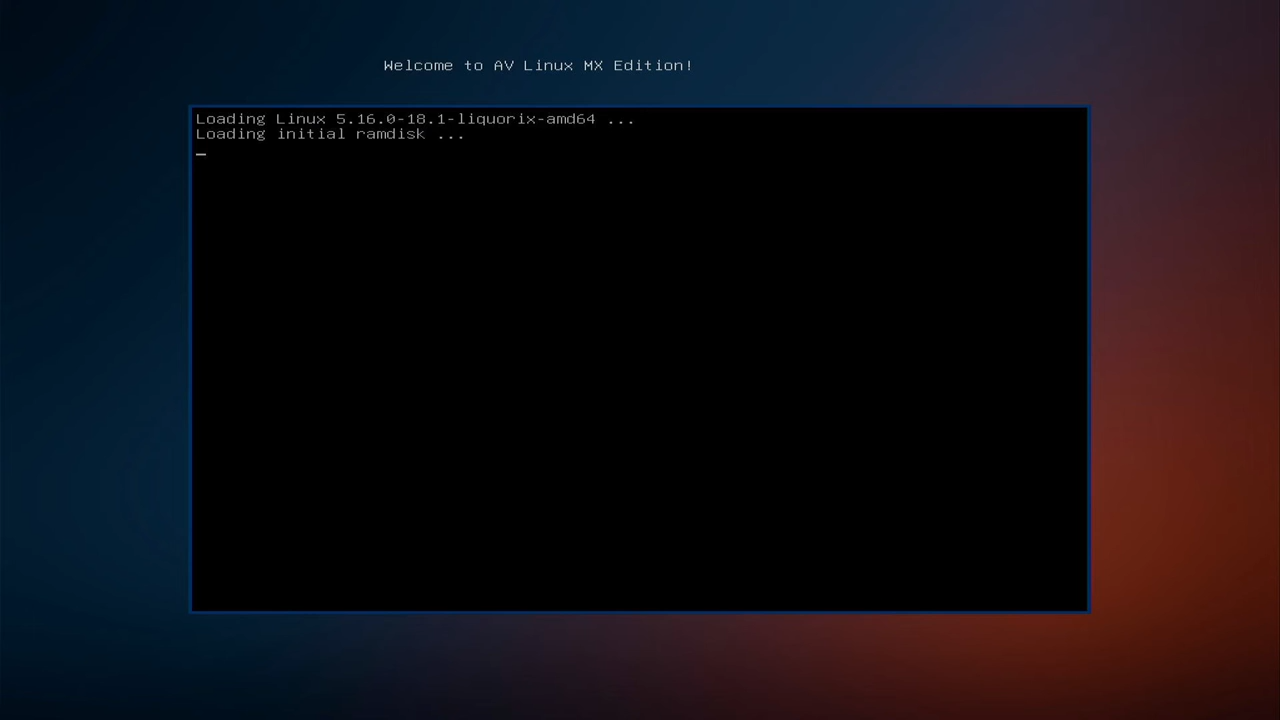 Welcome to AV Linux MX Edition!
Loading Linux 5.16.0-18.1-liquorix-amd64 ...
Loading initial ramdisk ...